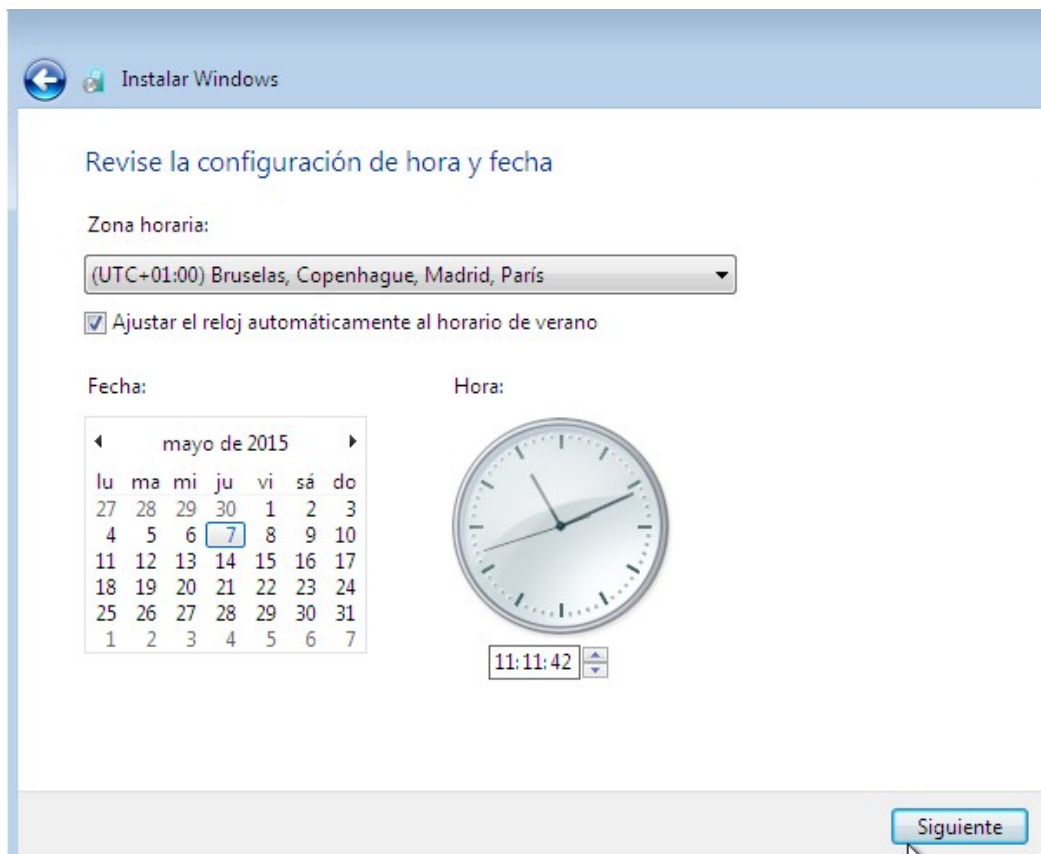 Instalar Windows
Revise la configuración de hora y fecha
Zona horaria:
(UTC+01:00) Bruselas, Copenhague, Madrid, París
Ajustar el reloj automáticamente al horario de verano
Fecha:
Hora:
mayo de 2015
lu ma mi ju vi sá do
27 28 29 30 1 2 3
4 5 6 7 8 9 10
11 12 13 14 15 16 17
18 19 20 21 22 23 24
25 26 27 28 29 30 31
1 2 3 4 5 6 7
11:11:42
Siguiente